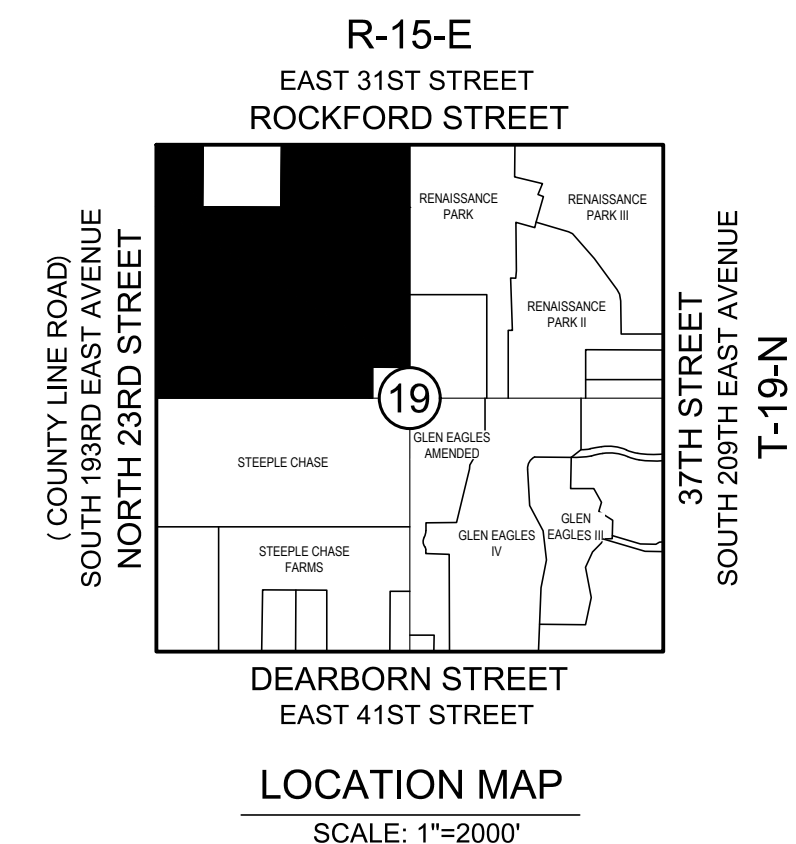 R-15-E
EAST 31ST STREET
ROCKFORD STREET
( COUNTY LINE ROAD)
SOUTH 193RD EAST AVENUE
NORTH 23RD STREET
RENAISSANCE
PARK
RENAISSANCE
PARK III
RENAISSANCE
PARK II
37TH STREET
SOUTH 209TH EAST AVENUE
T-19-N
19
STEEPLE CHASE
GLEN EAGLES
AMENDED
STEEPLE CHASE
FARMS
GLEN EAGLES
IV
GLEN
EAGLES III
DEARBORN STREET
EAST 41ST STREET
LOCATION MAP
SCALE: 1"=2000'